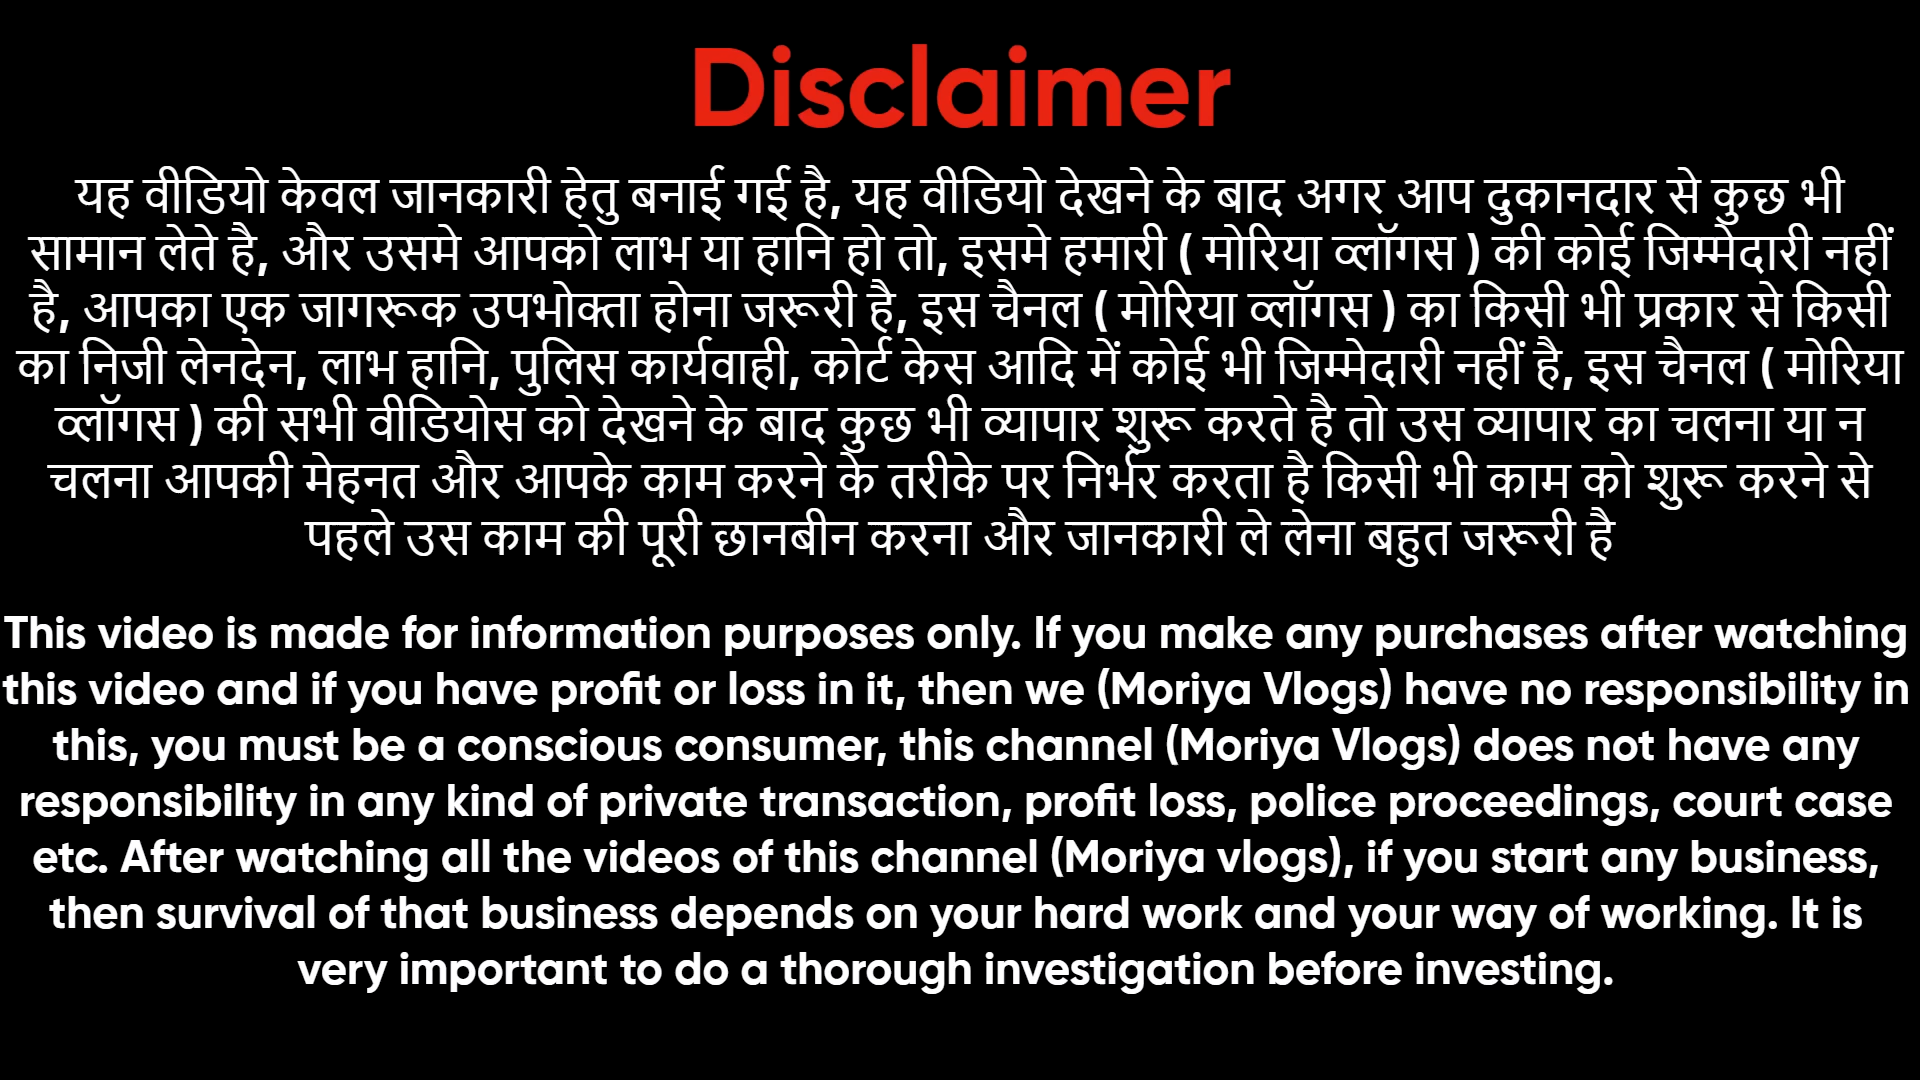 Disclaimer
यह वीडियो केवल जानकारी हेतु बनाई गई है, यह वीडियो देखने के बाद अगर आप दुकानदार से कुछ भी
सामान लेते है, और उसमे आपको लाभ या हानि हो तो, इसमे हमारी ( मोरिया व्लॉगस ) की कोई जिम्मेदारी नहीं
है, आपका एक जागरूक उपभोक्ता होना जरूरी है, इस चैनल ( मोरिया व्लॉगस ) का किसी भी प्रकार से किसी
का निजी लेनदेन, लाभ हानि, पुलिस कार्यवाही, कोर्ट केस आदि में कोई भी जिम्मेदारी नहीं है, इस चैनल ( मोरिया
व्लॉगस ) की सभी वीडियोस को देखने के बाद कुछ भी व्यापार शुरू करते है तो उस व्यापार का चलना या न
चलना आपकी मेहनत और आपके काम करने के तरीके पर निर्भर करता है किसी भी काम को शुरू करने से
पहले उस काम की पूरी छानबीन करना और जानकारी ले लेना बहुत जरूरी है
This video is made for information purposes only. If you make any purchases after watching
this video and if you have profit or loss in it, then we (Moriya Vlogs) have no responsibility in
this, you must be a conscious consumer, this channel (Moriya Vlogs) does not have any
responsibility in any kind of private transaction, profit loss, police proceedings, court case
etc. After watching all the videos of this channel (Moriya vlogs), if you start any business,
then survival of that business depends on your hard work and your way of working. It is
very important to do a thorough investigation before investing.